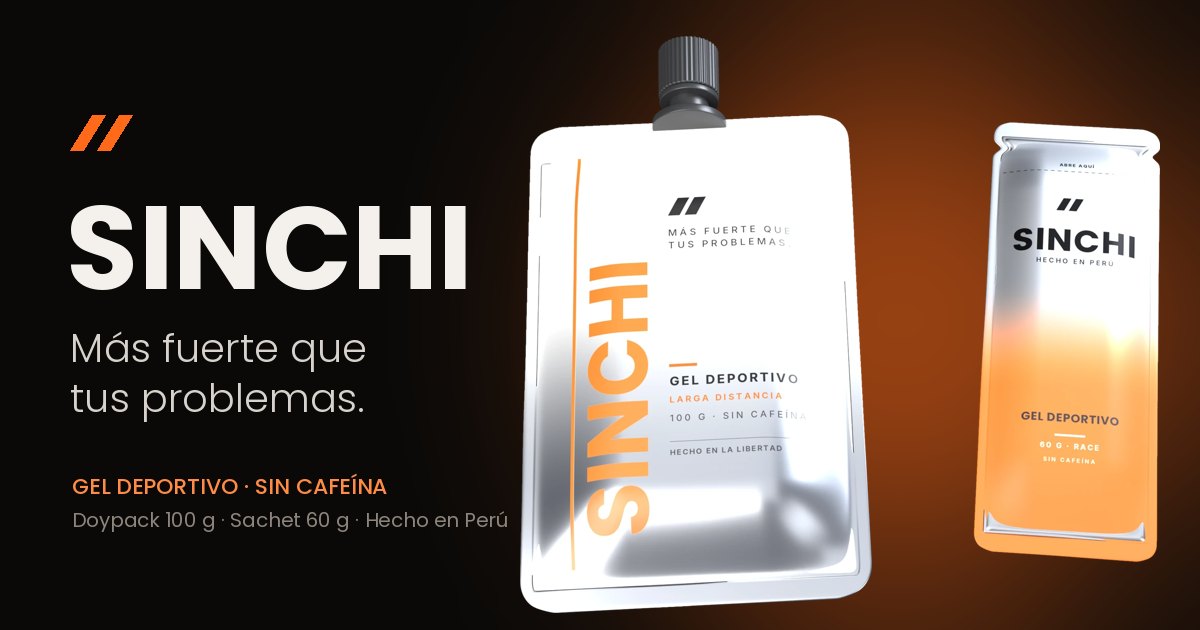 SINCHI
Más fuerte que
tus problemas.
GEL DEPORTIVO · SIN CAFEÍNA
Doypack 100 g · Sachet 60 g · Hecho en Perú
MÁS FUERTE QUE
TUS PROBLEMAS.
SINCHI
GEL DEPORTIVO
LARGA DISTANCIA
100 G · SIN CAFEÍNA
HECHO EN LA LIBERTAD
ABRE AQUÍ
SINCHI
HECHO EN PERÚ
GEL DEPORTIVO
60 G · RACE
SIN CAFEÍNA